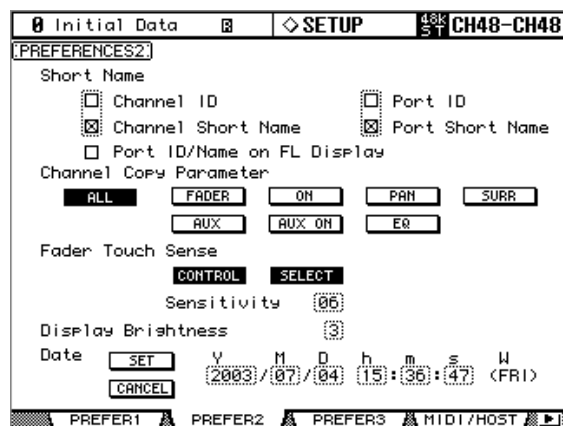 0 Initial Data SETUP 48K ST CH48-CH48
PREFERENCES2
Short Name
Channel ID Port ID
Channel Short Name Port Short Name
Port ID/Name on FL Display
Channel Copy Parameter
ALL FADER ON PAN SURR
AUX AUX ON EQ
Fader Touch Sense
CONTROL SELECT
Sensitivity 06
Display Brightness 3
Date SET Y M D h m s W
2003/07/04 15:36:47 (FRI)
CANCEL
PREFER1 PREFER2 PREFER3 MIDI/HOST